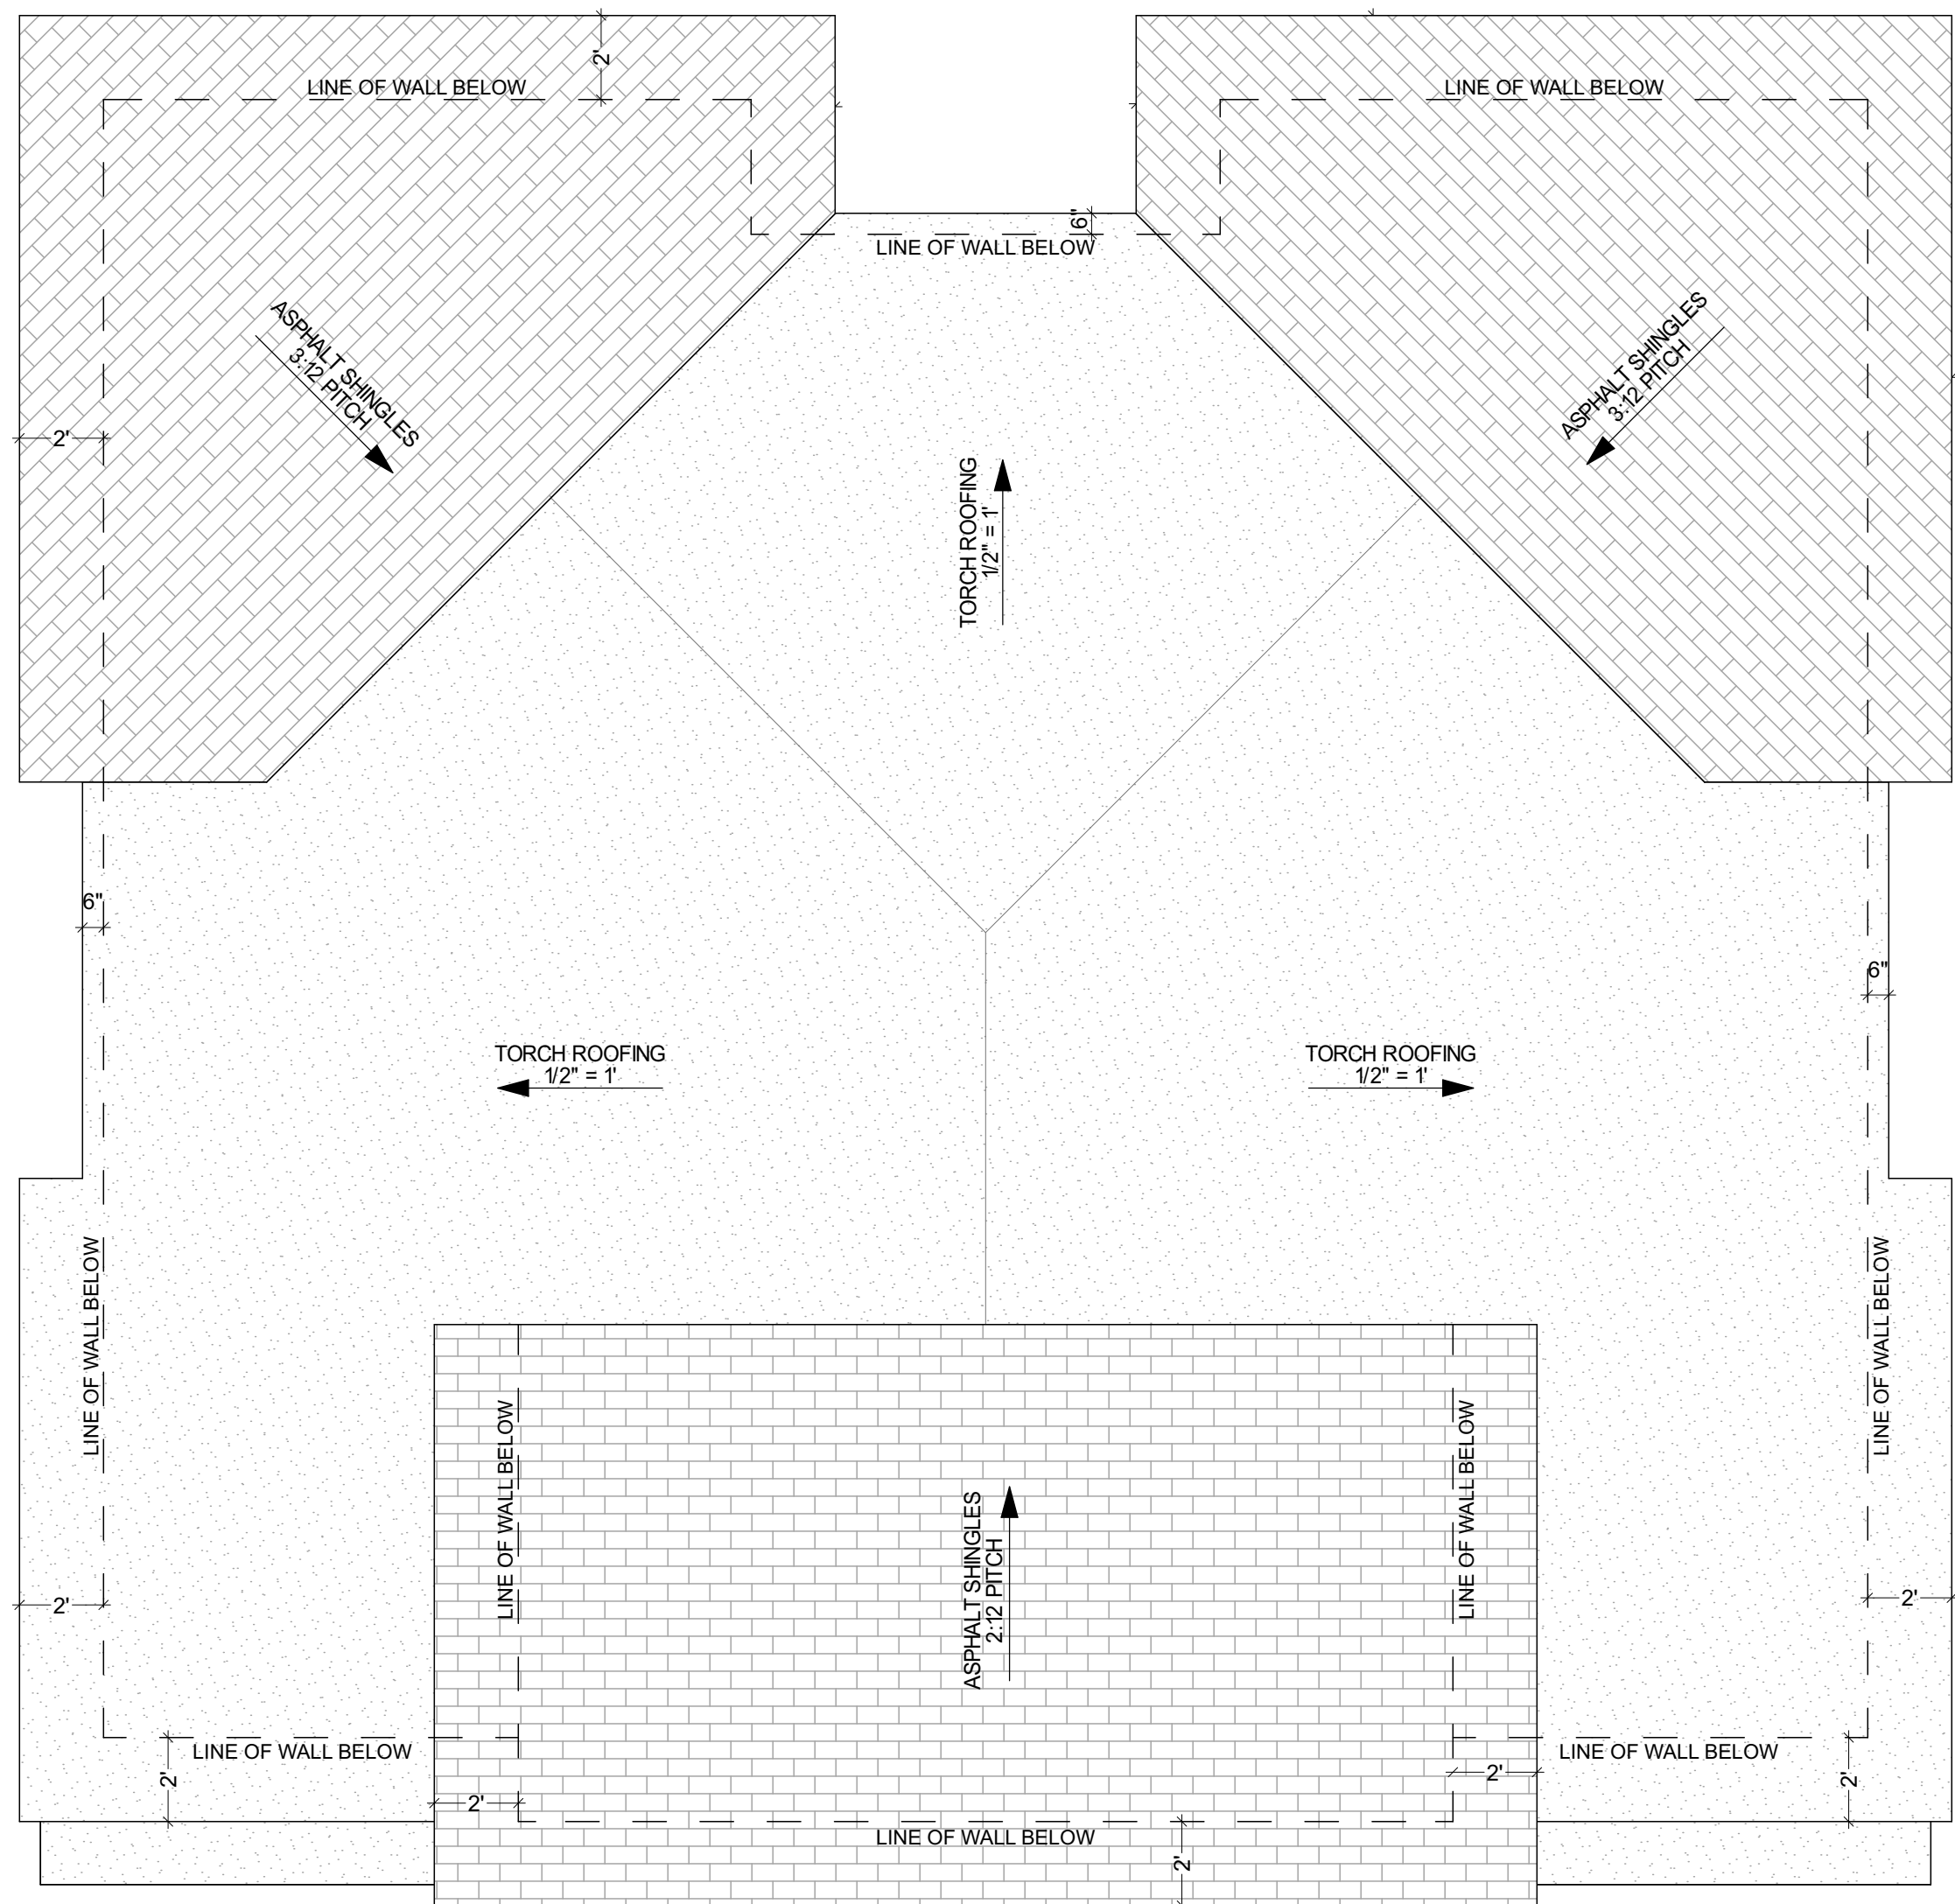 2'
LINE OF WALL BELOW
LINE OF WALL BELOW
6"
LINE OF WALL BELOW
ASPHALT SHINGLES
3:12 PITCH
ASPHALT SHINGLES
3:12 PITCH
2'
TORCH ROOFING
1/2" = 1'
6"
6"
TORCH ROOFING
1/2" = 1'
TORCH ROOFING
1/2" = 1'
LINE OF WALL BELOW
LINE OF WALL BELOW
LINE OF WALL BELOW
LINE OF WALL BELOW
ASPHALT SHINGLES
2:12 PITCH
2'
2'
LINE OF WALL BELOW
LINE OF WALL BELOW
2'
2'
2'
2'
LINE OF WALL BELOW
2'